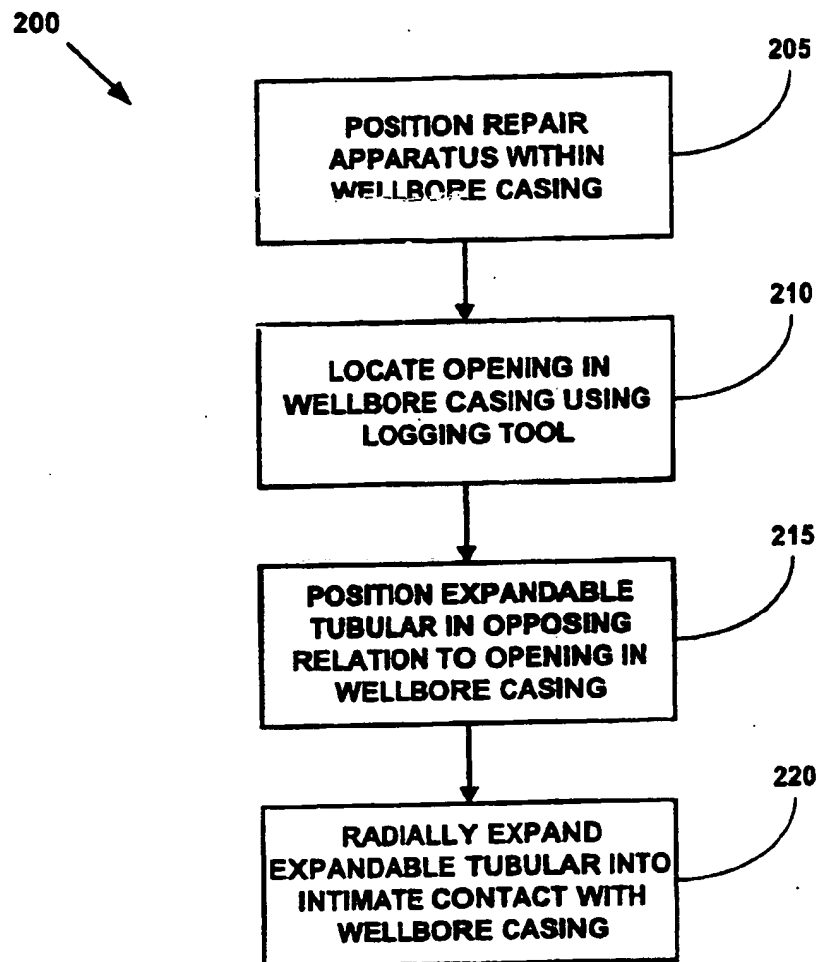 200
205
POSITION REPAIR
APPARATUS WITHIN
WELLBORE CASING
210
LOCATE OPENING IN
WELLBORE CASING USING
LOGGING TOOL
215
POSITION EXPANDABLE
TUBULAR IN OPPOSING
RELATION TO OPENING IN
WELLBORE CASING
220
RADIALLY EXPAND
EXPANDABLE TUBULAR INTO
INTIMATE CONTACT WITH
WELLBORE CASING